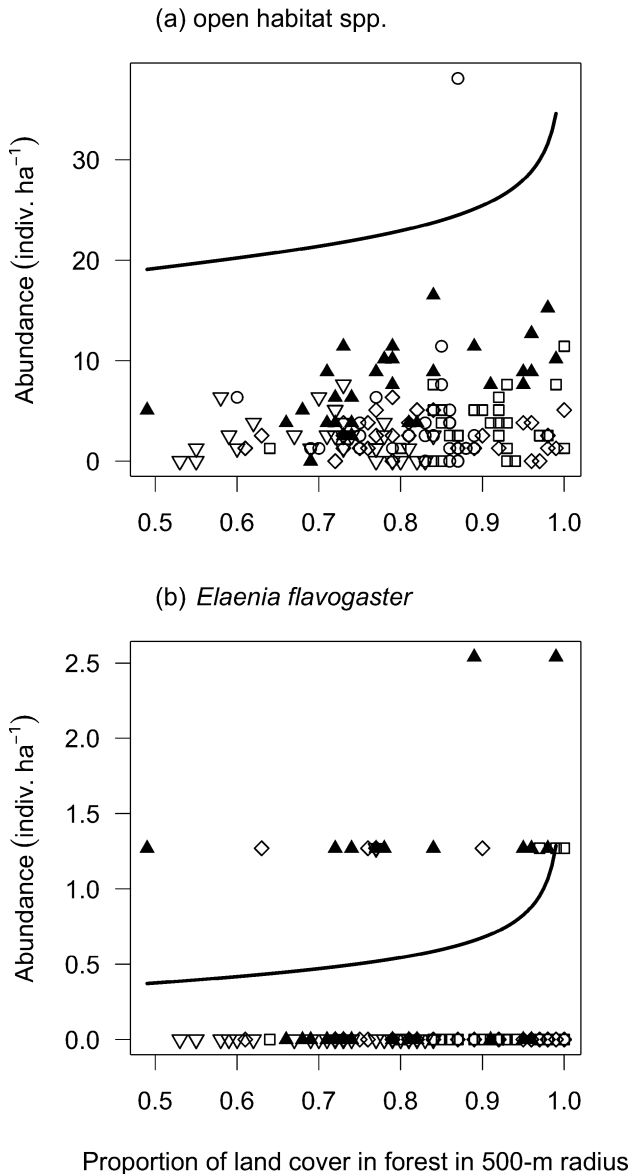 (a) open habitat spp.
Abundance (indiv. ha⁻¹)
30
20
10
0
0.5 0.6 0.7 0.8 0.9 1.0
(b) Elaenia flavogaster
Abundance (indiv. ha⁻¹)
2.5
2.0
1.5
1.0
0.5
0.0
0.5 0.6 0.7 0.8 0.9 1.0
Proportion of land cover in forest in 500-m radius